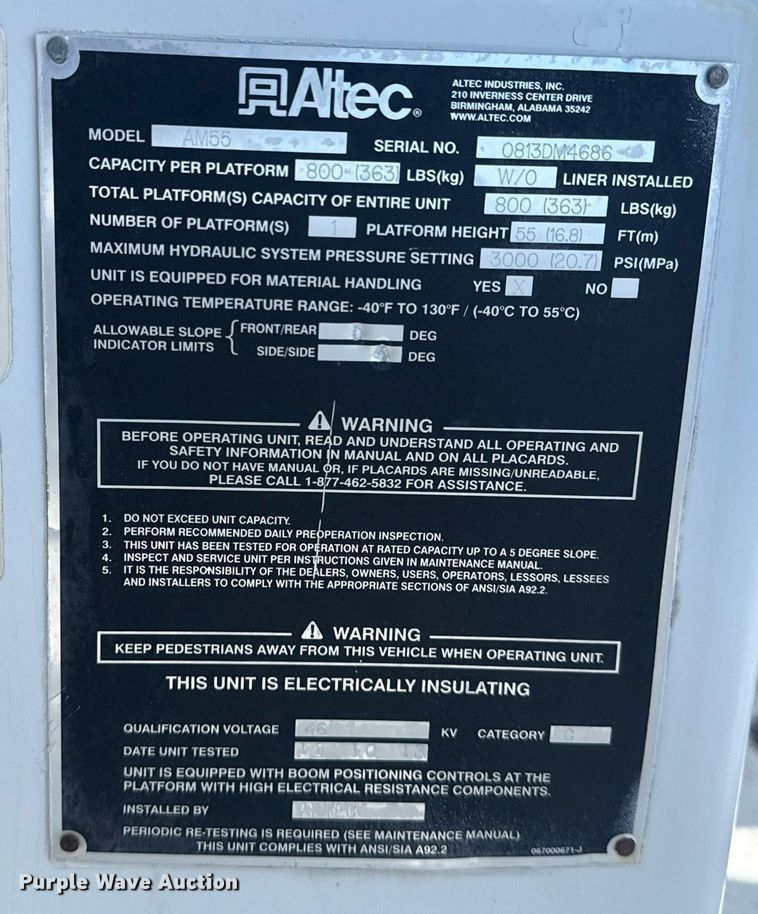 Altec®
ALTEC INDUSTRIES, INC.
210 INVERNESS CENTER DRIVE
BIRMINGHAM, ALABAMA 35242
WWW.ALTEC.COM
MODEL AM55 SERIAL NO. 0813DM4686
CAPACITY PER PLATFORM 800 (363) LBS(kg) W/O LINER INSTALLED
TOTAL PLATFORM(S) CAPACITY OF ENTIRE UNIT 800 (363) LBS(kg)
NUMBER OF PLATFORM(S) 1 PLATFORM HEIGHT 55 (16.8) FT(m)
MAXIMUM HYDRAULIC SYSTEM PRESSURE SETTING 3000 (20.7) PSI(MPa)
UNIT IS EQUIPPED FOR MATERIAL HANDLING YES X NO
OPERATING TEMPERATURE RANGE: -40°F TO 130°F / (-40°C TO 55°C)
ALLOWABLE SLOPE FRONT/REAR DEG
INDICATOR LIMITS SIDE/SIDE DEG
WARNING
BEFORE OPERATING UNIT, READ AND UNDERSTAND ALL OPERATING AND
SAFETY INFORMATION IN MANUAL AND ON ALL PLACARDS.
IF YOU DO NOT HAVE MANUAL OR, IF PLACARDS ARE MISSING/UNREADABLE,
PLEASE CALL 1-877-462-5832 FOR ASSISTANCE.
1. DO NOT EXCEED UNIT CAPACITY.
2. PERFORM RECOMMENDED DAILY PREOPERATION INSPECTION.
3. THIS UNIT HAS BEEN TESTED FOR OPERATION AT RATED CAPACITY UP TO A 5 DEGREE SLOPE.
4. INSPECT AND SERVICE UNIT PER INSTRUCTIONS GIVEN IN MAINTENANCE MANUAL.
5. IT IS THE RESPONSIBILITY OF THE DEALERS, OWNERS, USERS, OPERATORS, LESSORS, LESSEES
AND INSTALLERS TO COMPLY WITH THE APPROPRIATE SECTIONS OF ANSI/SIA A92.2.
WARNING
KEEP PEDESTRIANS AWAY FROM THIS VEHICLE WHEN OPERATING UNIT.
THIS UNIT IS ELECTRICALLY INSULATING
QUALIFICATION VOLTAGE 46 KV CATEGORY C
DATE UNIT TESTED
UNIT IS EQUIPPED WITH BOOM POSITIONING CONTROLS AT THE
PLATFORM WITH HIGH ELECTRICAL RESISTANCE COMPONENTS.
INSTALLED BY
PERIODIC RE-TESTING IS REQUIRED (SEE MAINTENANCE MANUAL)
THIS UNIT COMPLIES WITH ANSI/SIA A92.2
067000671-J
Purple Wave Auction